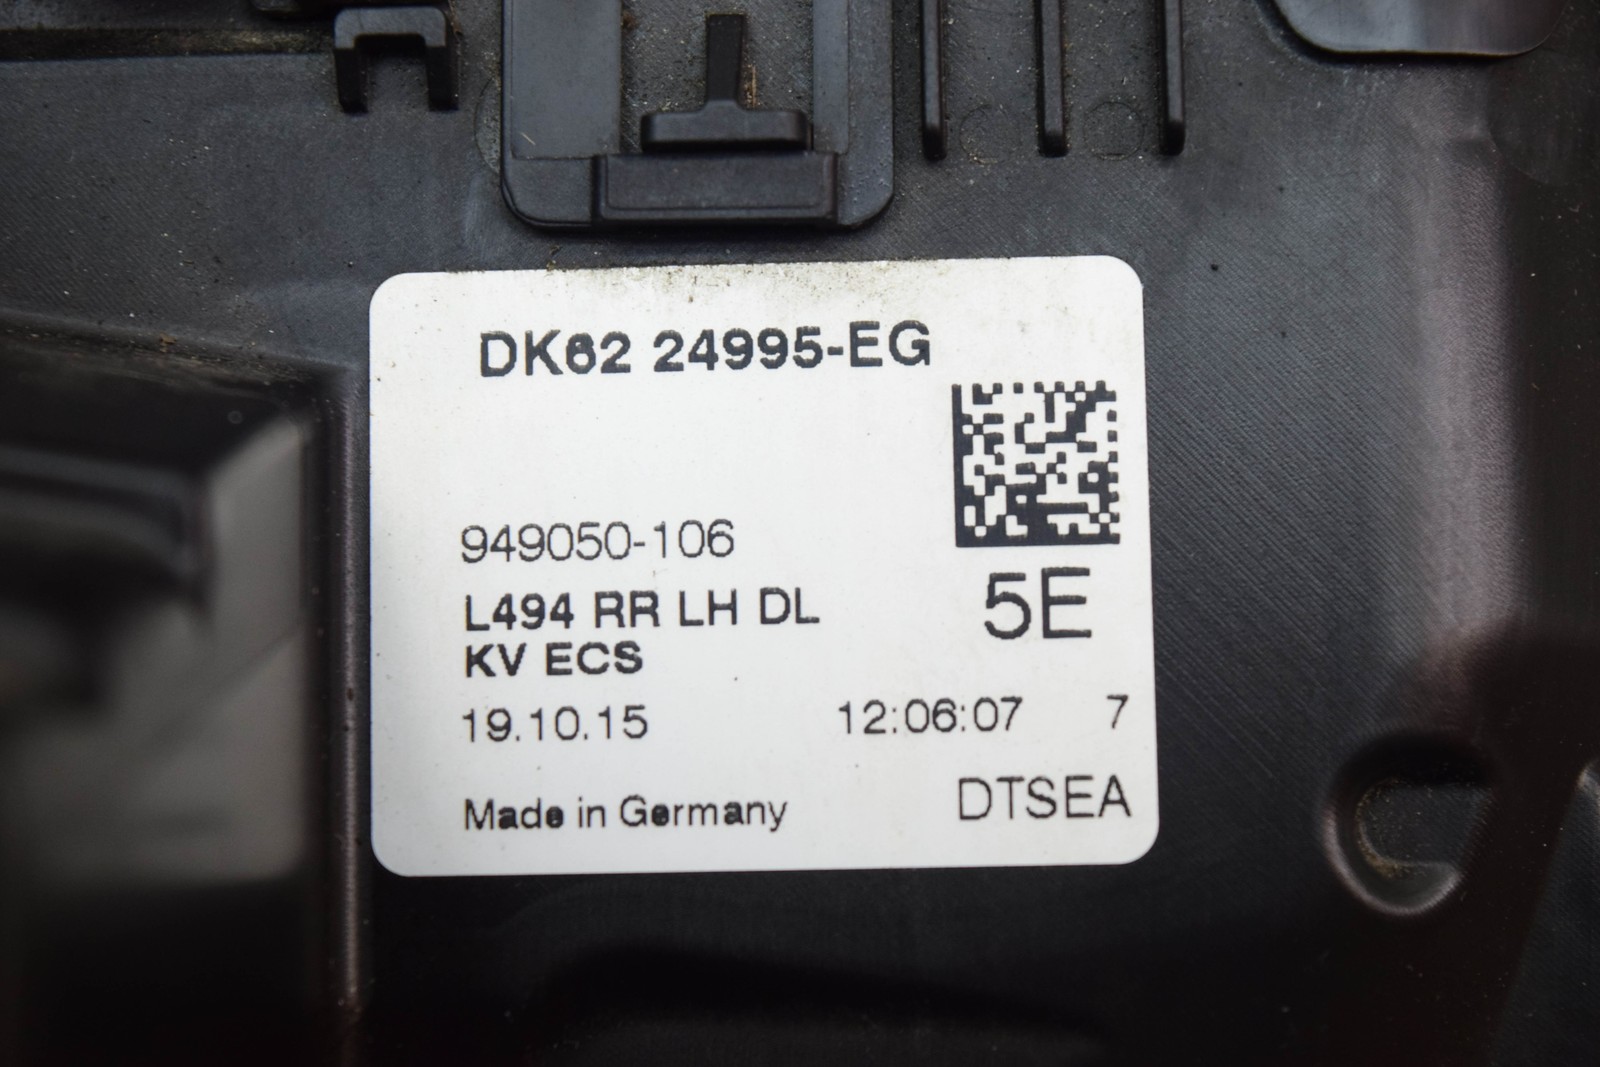 DK62 24995-EG
949050-106
L494 RR LH DL
KV ECS
5E
19.10.15 12:06:07 7
Made in Germany DTSEA